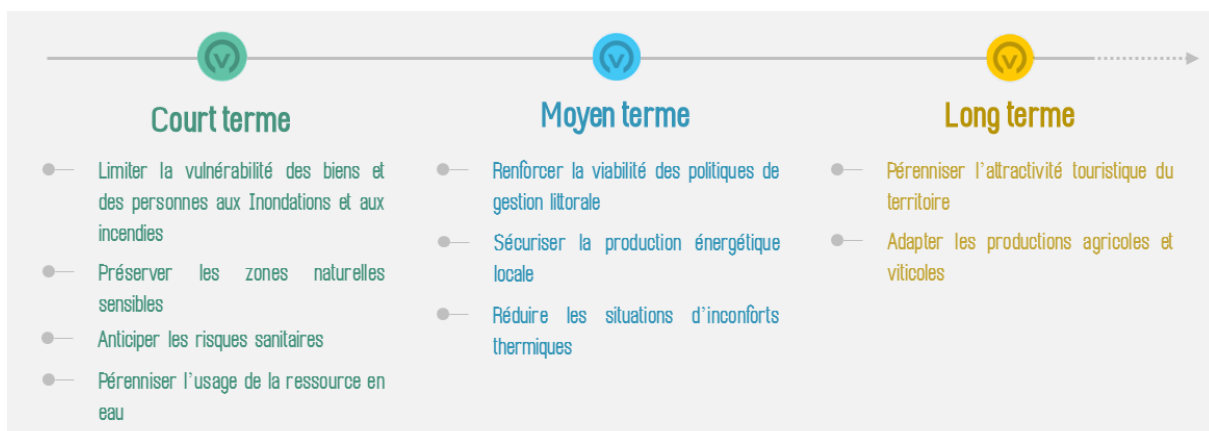 Court terme
Limiter la vulnérabilité des biens et
des personnes aux Inondations et aux
incendies
Préserver les zones naturelles
sensibles
Anticiper les risques sanitaires
Pérenniser l'usage de la ressource en
eau
Moyen terme
Renforcer la viabilité des politiques de
gestion littorale
Sécuriser la production énergétique
locale
Réduire les situations d'inconforts
thermiques
Long terme
Pérenniser l'attractivité touristique du
territoire
Adapter les productions agricoles et
viticoles